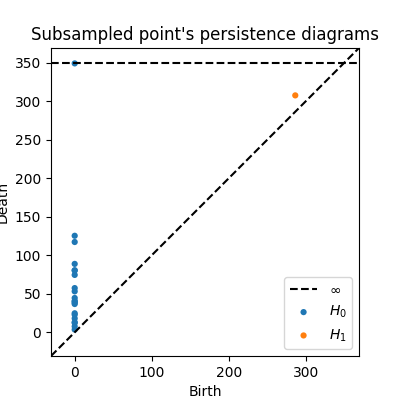 Subsampled point's persistence diagrams
350
300
250
200
150
100
50
0
Death
0 100 200 300
Birth
∞
H₀
H₁